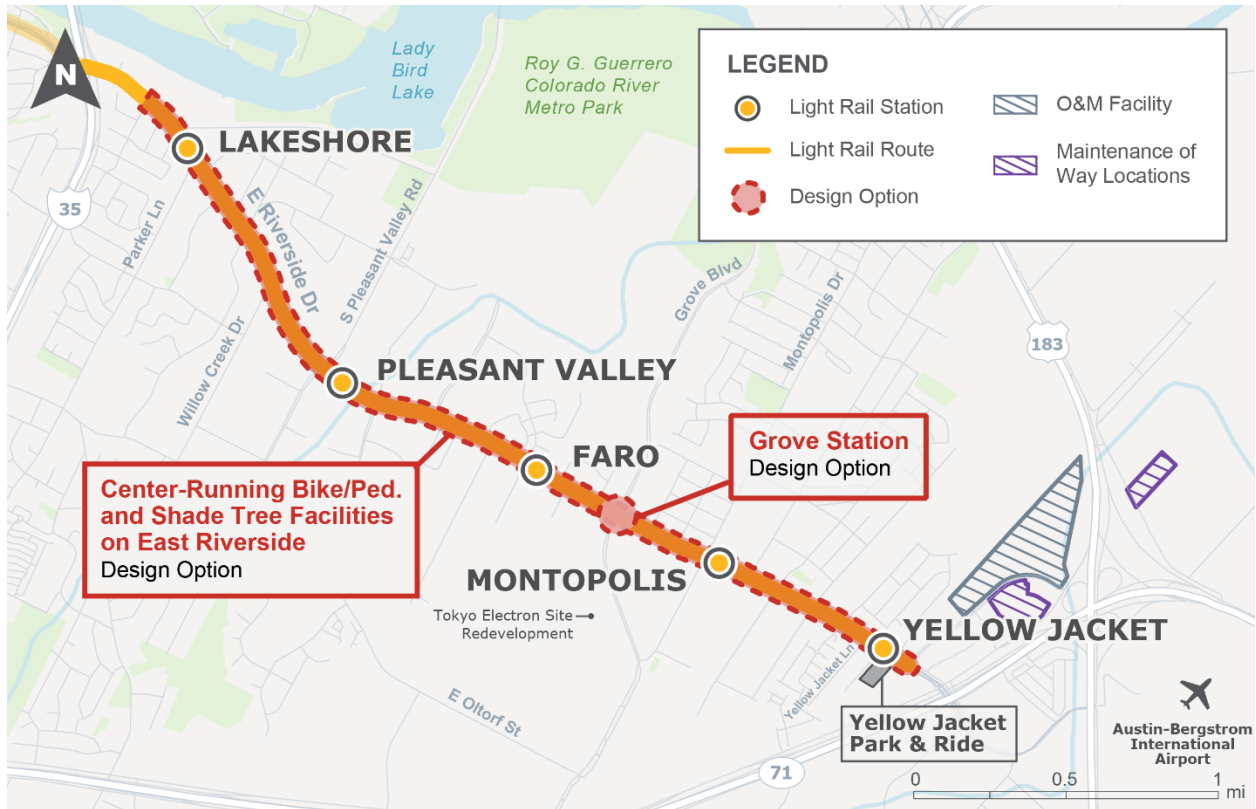 N
Lady
Bird
Lake
Roy G. Guerrero
Colorado River
Metro Park
LEGEND
Light Rail Station
Light Rail Route
Design Option
O&M Facility
Maintenance of
Way Locations
LAKESHORE
35
Parker Ln
E Riverside Dr
S Pleasant Valley Rd
Willow Creek Dr
Grove Blvd
Montopolis Dr
183
PLEASANT VALLEY
FARO
Grove Station
Design Option
Center-Running Bike/Ped.
and Shade Tree Facilities
on East Riverside
Design Option
MONTOPOLIS
Tokyo Electron Site
Redevelopment
YELLOW JACKET
Yellow Jacket Ln
E Oltorf St
Yellow Jacket
Park & Ride
71
Austin-Bergstrom
International
Airport
0 0.5 1
mi